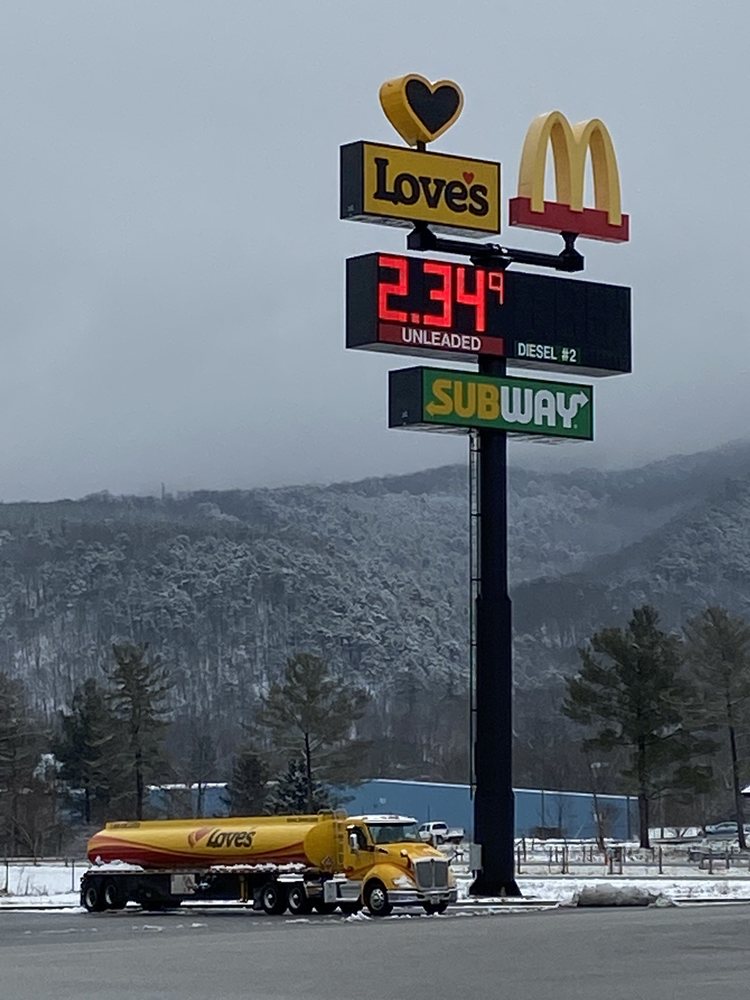 Love's
2.34⁹
UNLEADED
DIESEL #2
SUBWAY
Love's